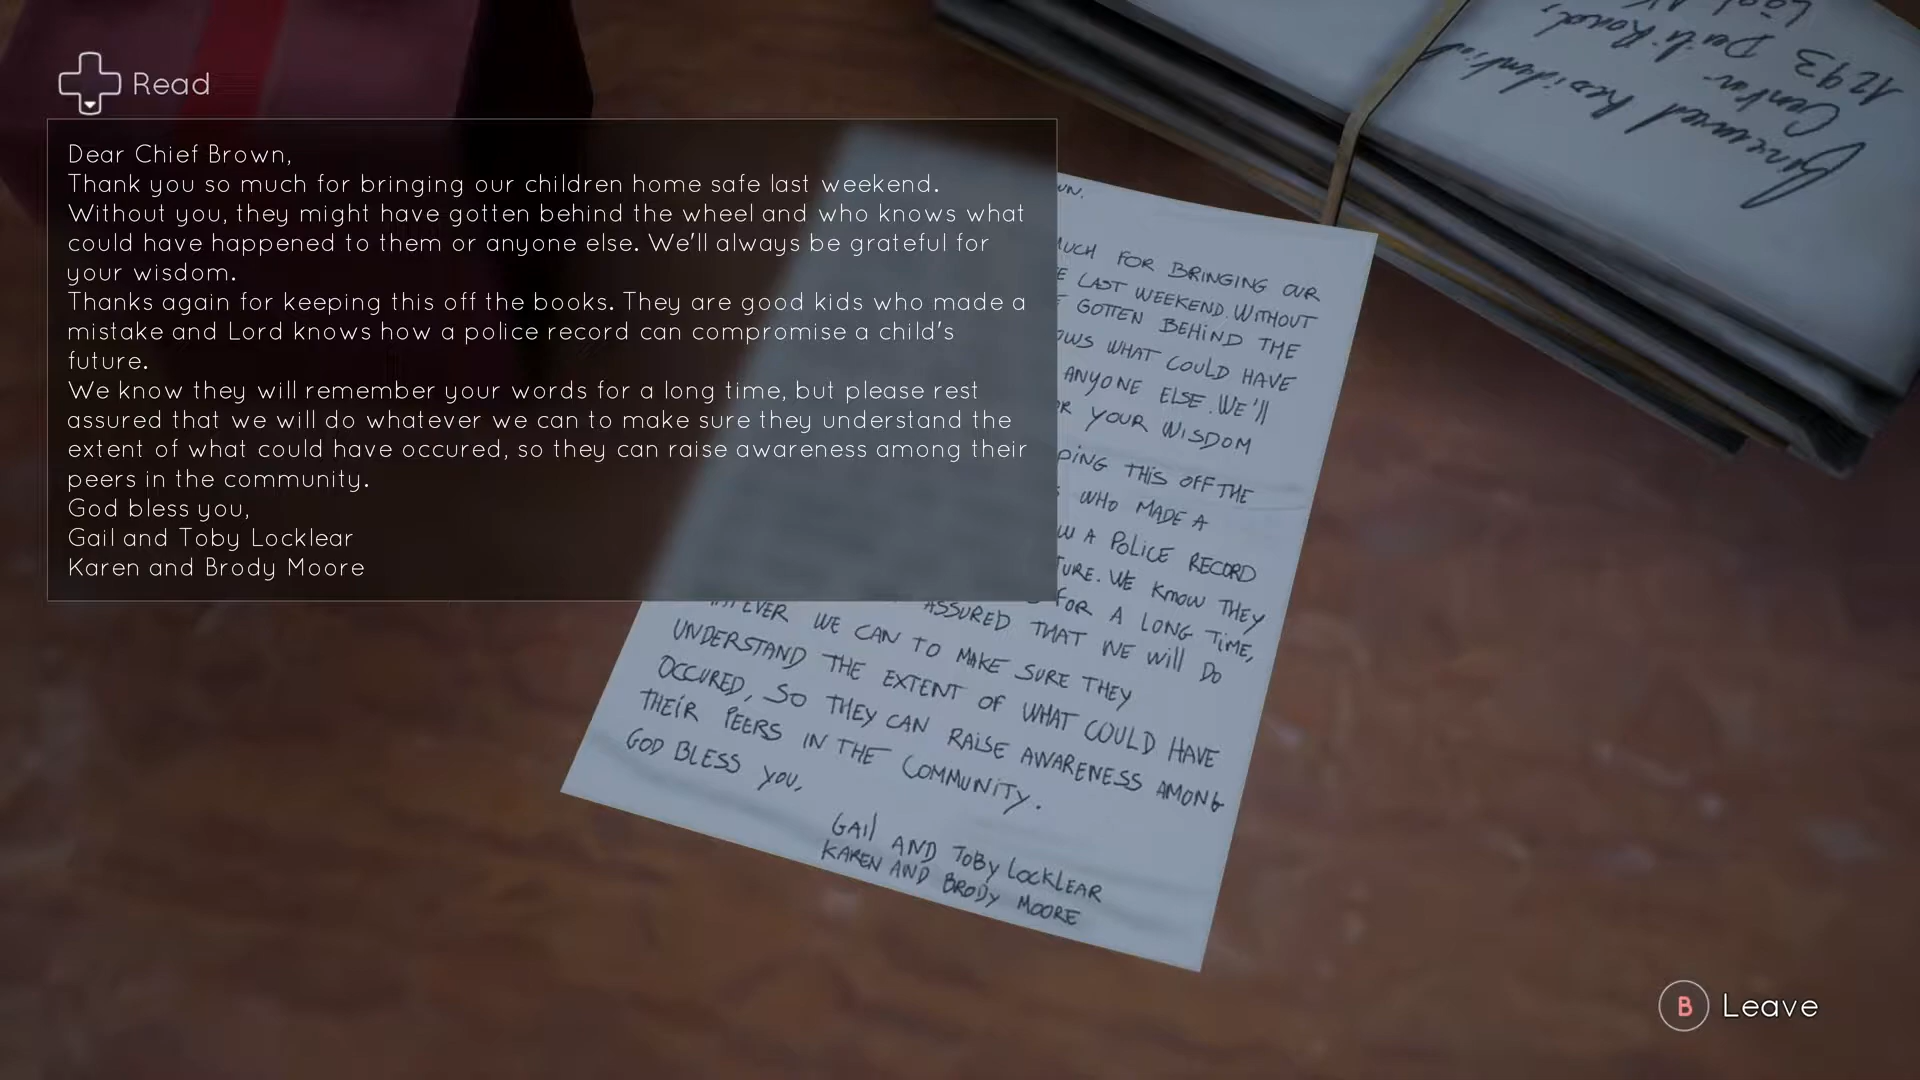 Read
Dear Chief Brown,
Thank you so much for bringing our children home safe last weekend.
Without you, they might have gotten behind the wheel and who knows what
could have happened to them or anyone else. We'll always be grateful for
your wisdom.
Thanks again for keeping this off the books. They are good kids who made a
mistake and Lord knows how a police record can compromise a child's
future.
We know they will remember your words for a long time, but please rest
assured that we will do whatever we can to make sure they understand the
extent of what could have occured, so they can raise awareness among their
peers in the community.
God bless you,
Gail and Toby Locklear
Karen and Brody Moore
FOR BRINGING OUR
LAST WEEKEND. WITHOUT
GOTTEN BEHIND THE
WHAT COULD HAVE
ANYONE ELSE. WE'll
YOUR WISDOM
THIS OFF THE
WHO MADE A
A POLICE RECORD
WE KNOW THEY
FOR A LONG TIME,
ASSURED THAT WE Will DO
WE CAN TO MAKE SURE THEY
UNDERSTAND THE EXTENT OF WHAT COULD HAVE
OCCURED, SO THEY CAN RAISE AWARENESS AMONG
THEIR PEERS IN THE COMMUNITY.
GOD BLESS YOU,
GAIl AND TOBY LOCKLEAR
KAREN AND BRODY MOORE
Residential
Center
1293
B Leave